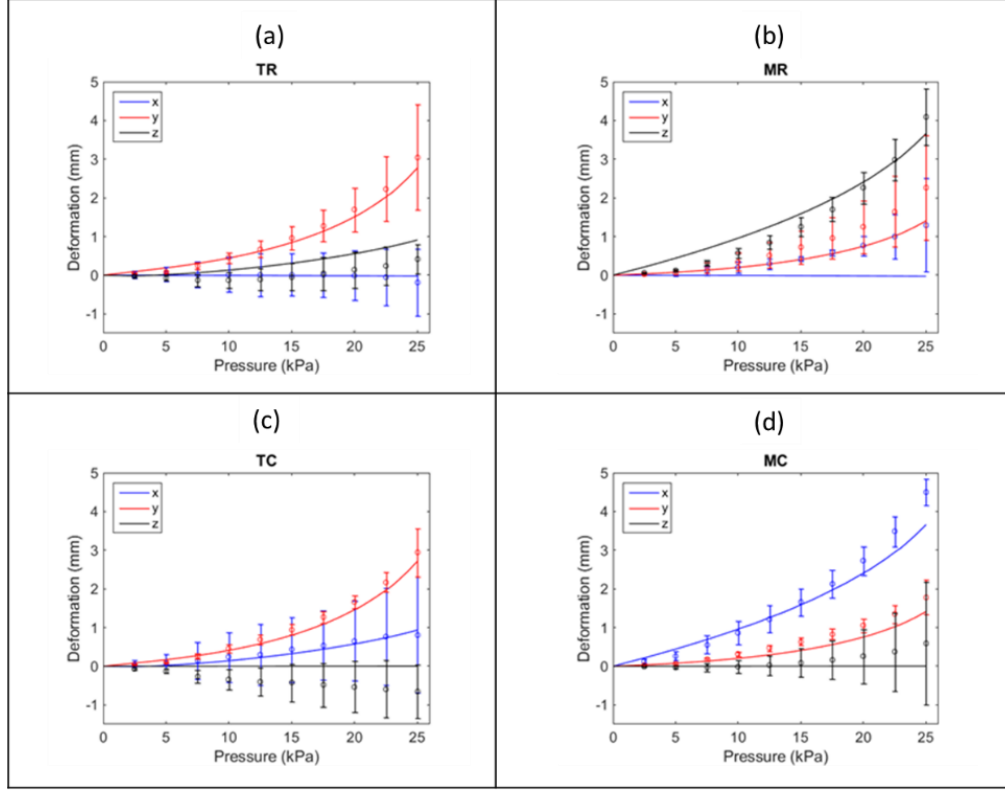 (a)
TR
x
y
z
Deformation (mm)
5
4
3
2
1
0
-1
0 5 10 15 20 25
Pressure (kPa)
(b)
MR
x
y
z
Deformation (mm)
5
4
3
2
1
0
-1
0 5 10 15 20 25
Pressure (kPa)
(c)
TC
x
y
z
Deformation (mm)
5
4
3
2
1
0
-1
0 5 10 15 20 25
Pressure (kPa)
(d)
MC
x
y
z
Deformation (mm)
5
4
3
2
1
0
-1
0 5 10 15 20 25
Pressure (kPa)